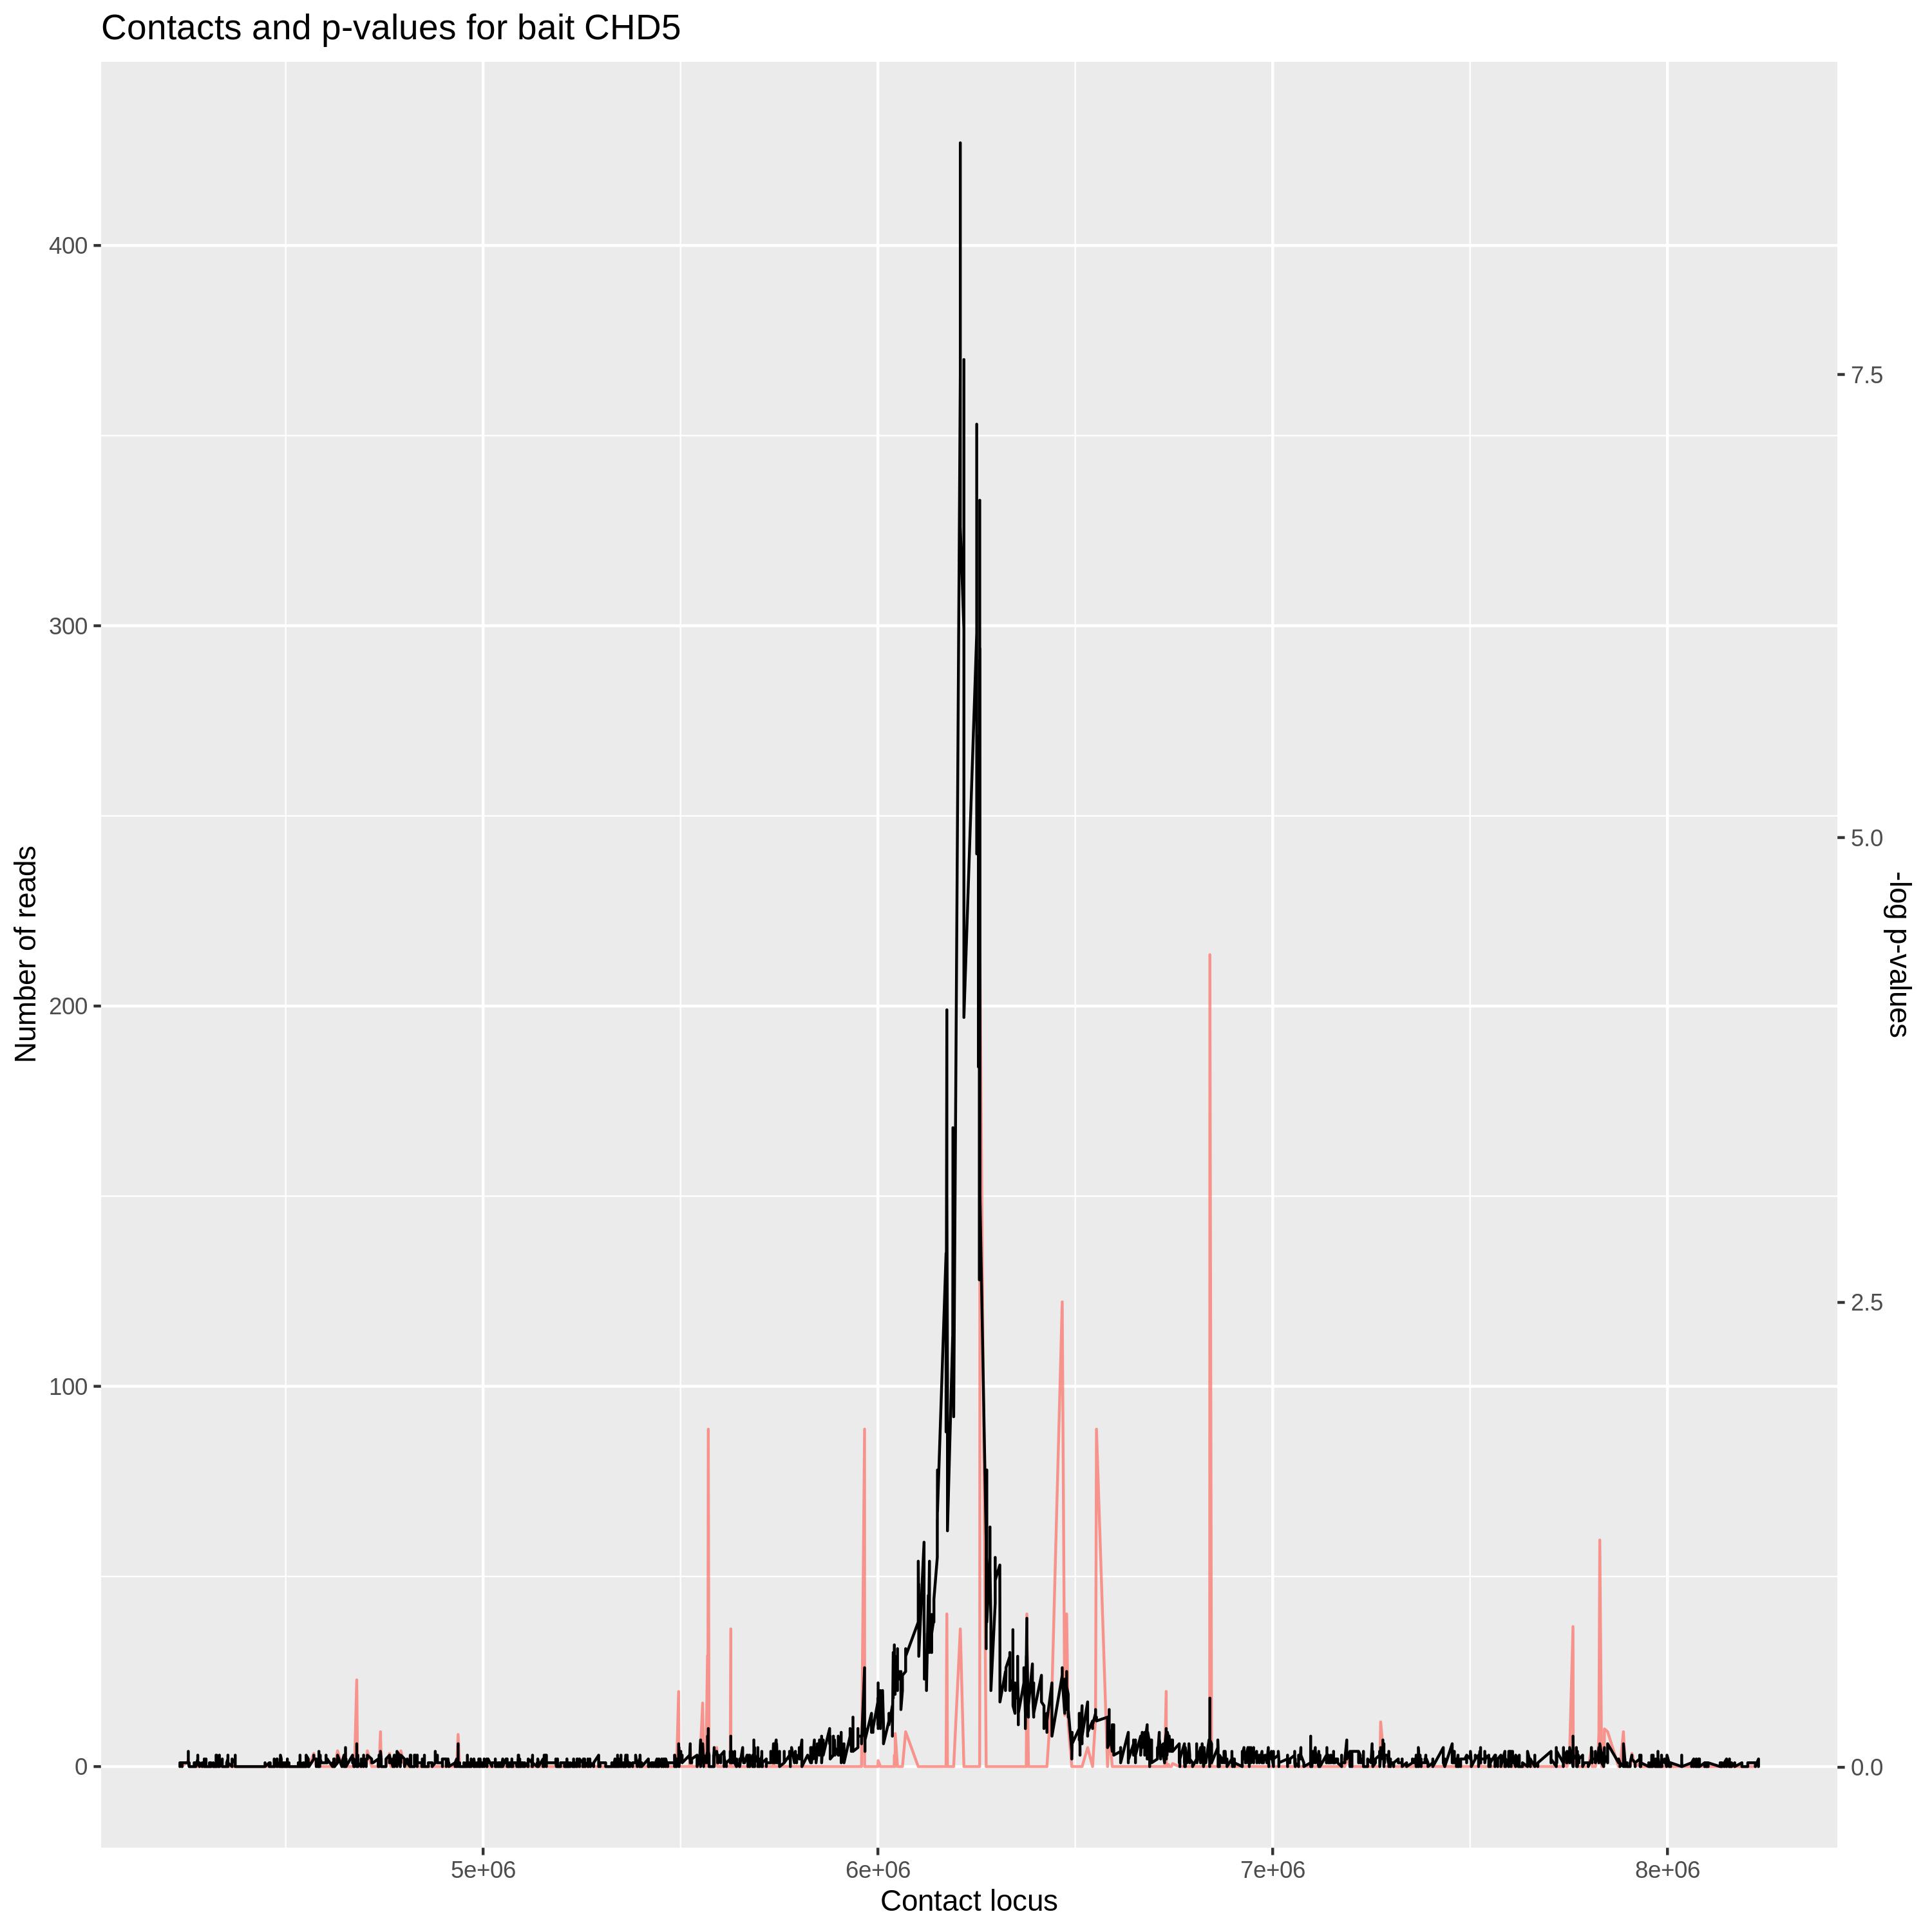 Contacts and p-values for bait CHD5
Number of reads
400
300
200
100
0
7.5
5.0
2.5
0.0
-log p-values
5e+06
6e+06
7e+06
8e+06
Contact locus